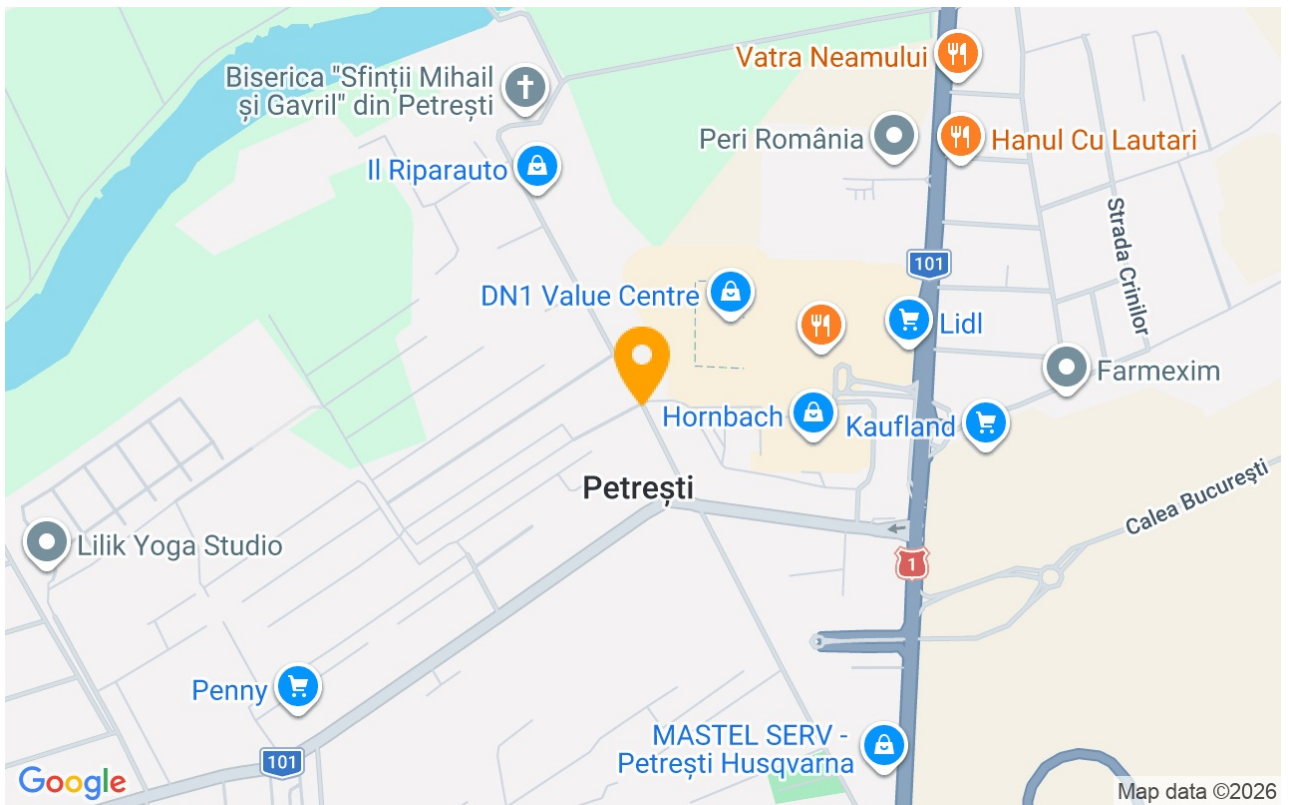 Vatra Neamului
Biserica "Sfinții Mihail
și Gavril" din Petrești
Peri România
Hanul Cu Lautari
Il Riparauto
Strada Crinilor
101
DN1 Value Centre
Lidl
Farmexim
Hornbach
Kaufland
Petrești
Calea București
Lilik Yoga Studio
1
Penny
MASTEL SERV -
Petrești Husqvarna
101
Google
Map data ©2026